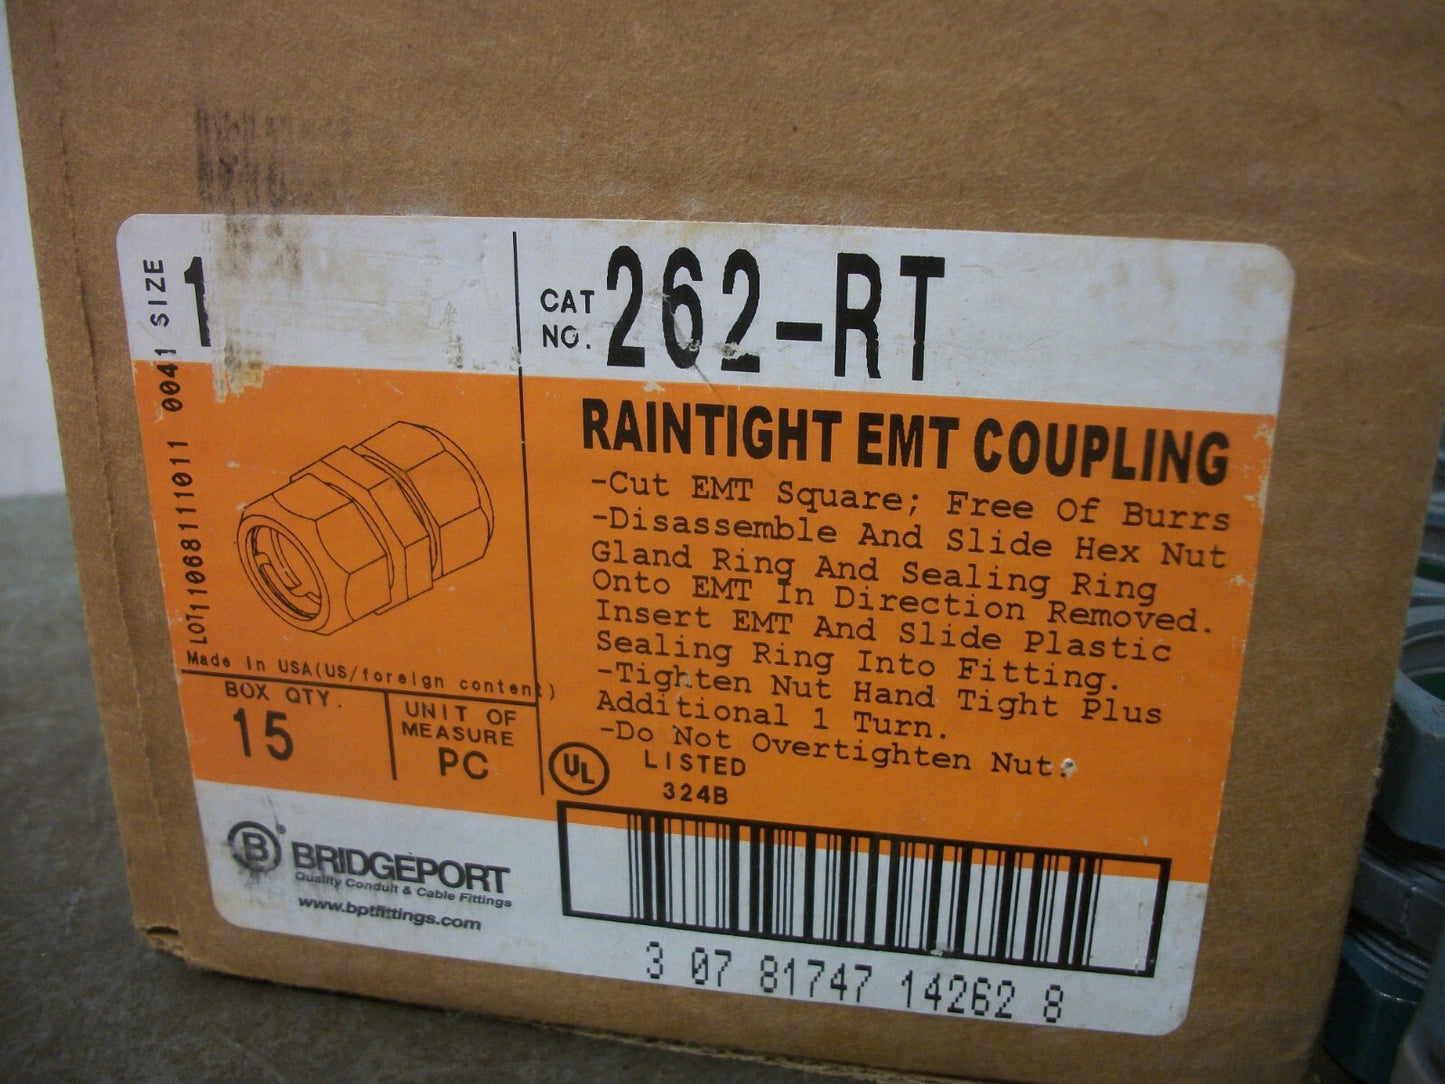 SIZE
1
CAT NO. 262-RT
LOT110681111011 0041
RAINTIGHT EMT COUPLING
-Cut EMT Square; Free Of Burrs
-Disassemble And Slide Hex Nut
Gland Ring And Sealing Ring
Onto EMT In Direction Removed.
Insert EMT And Slide Plastic
Sealing Ring Into Fitting.
-Tighten Nut Hand Tight Plus
Additional 1 Turn.
-Do Not Overtighten Nut.
Made In USA(US/foreign content)
BOX QTY.
15
UNIT OF
MEASURE
PC
UL
LISTED
324B
B ®
BRIDGEPORT
Quality Conduit & Cable Fittings
www.bptfittings.com
3 07 81747 14262 8